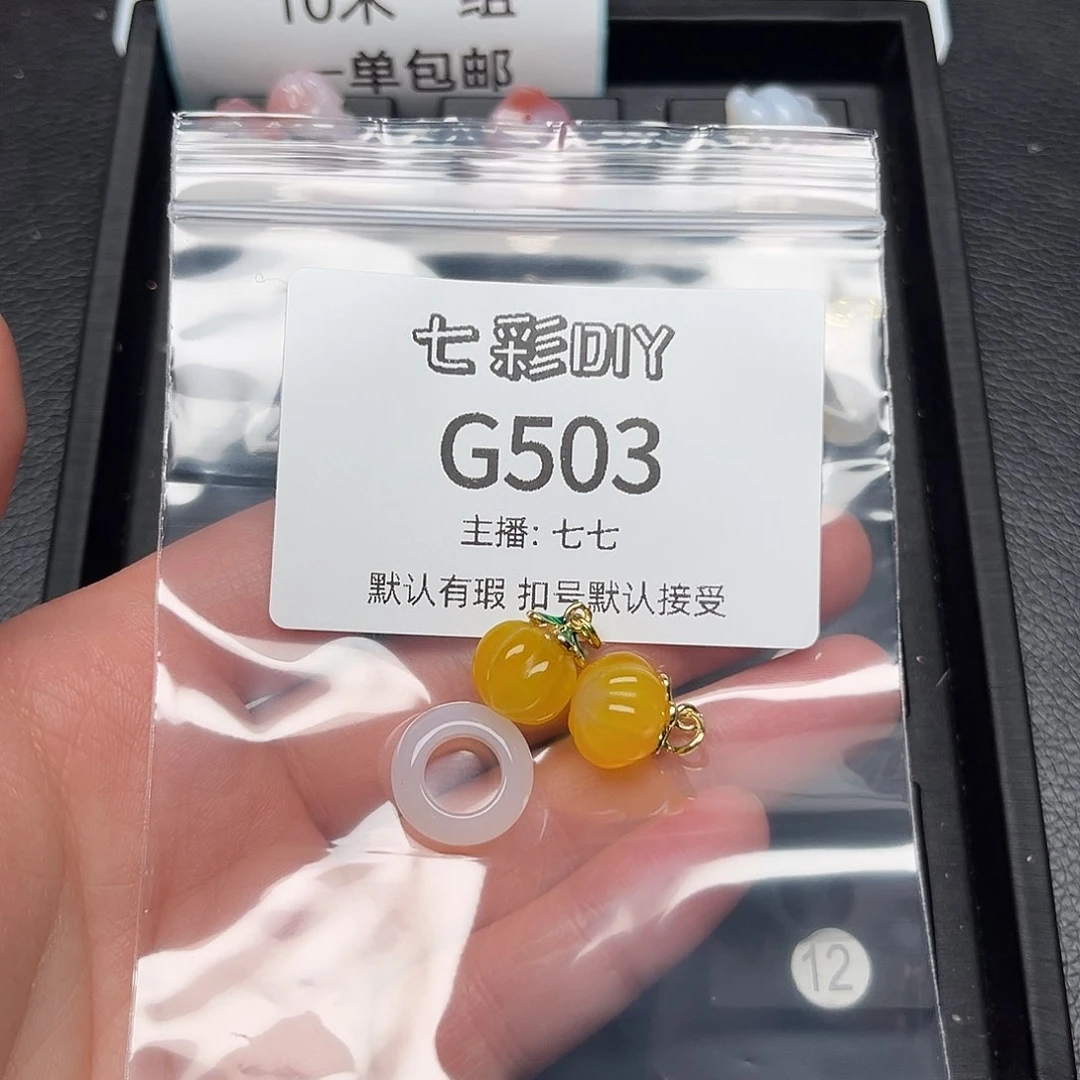 一单包邮
七彩DIY
G503
主播: 七七
默认有瑕 扣号默认接受
12